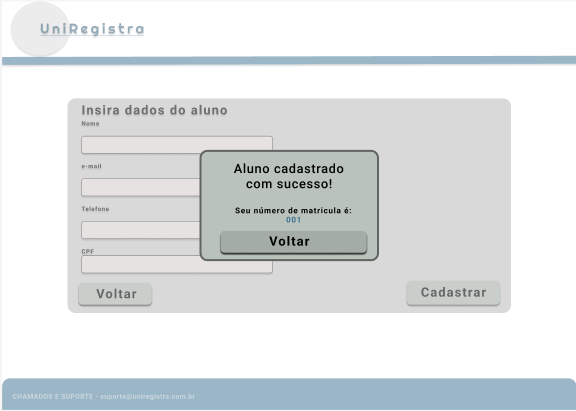 UniRegistra
Insira dados do aluno
Nome
e-mail
Telefone
CPF
Aluno cadastrado
com sucesso!
Seu número de matricula é:
001
Voltar
Voltar
Cadastrar
CHAMADOS E SUPORTE - suporte@uniregistra.com.br